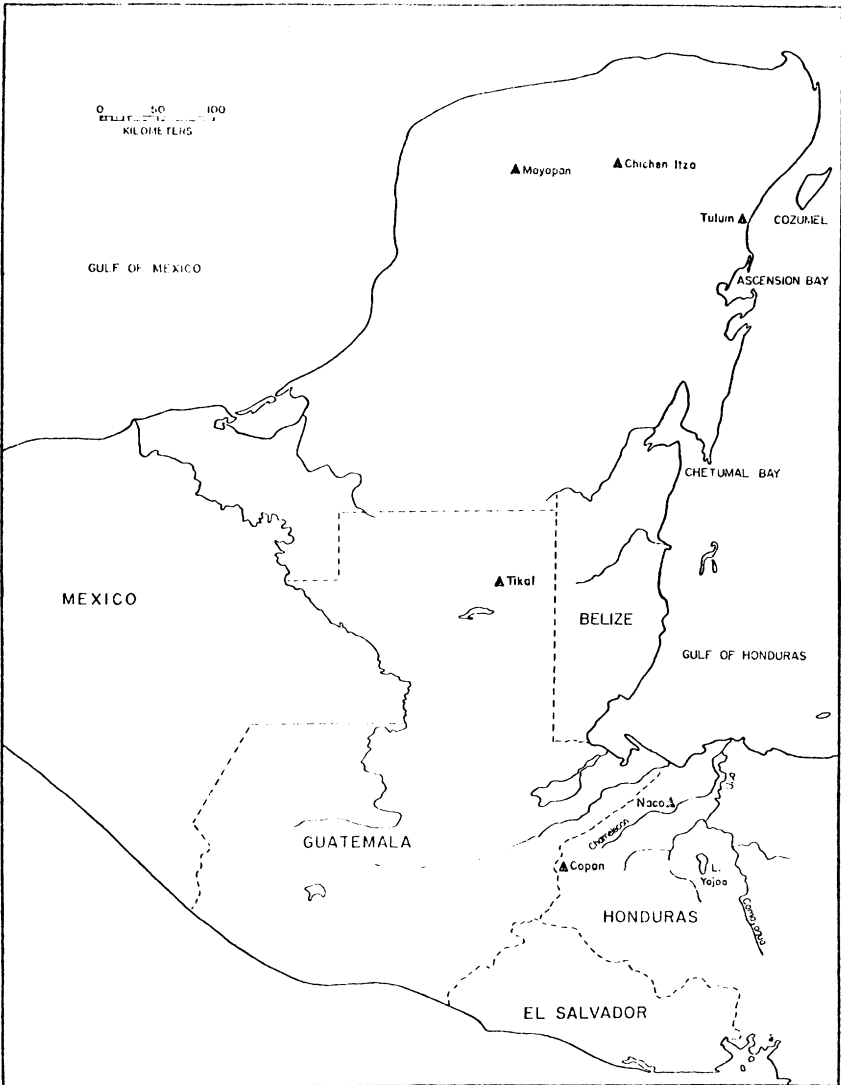 0 50 100
KILOMETERS
Mayapan
Chichen Itza
Tulum
COZUMEL
GULF OF MEXICO
ASCENSION BAY
CHETUMAL BAY
Tikal
MEXICO
BELIZE
GULF OF HONDURAS
Naco
Chamelecon
GUATEMALA
Copan
L.
Yojoa
Comayagua
HONDURAS
EL SALVADOR